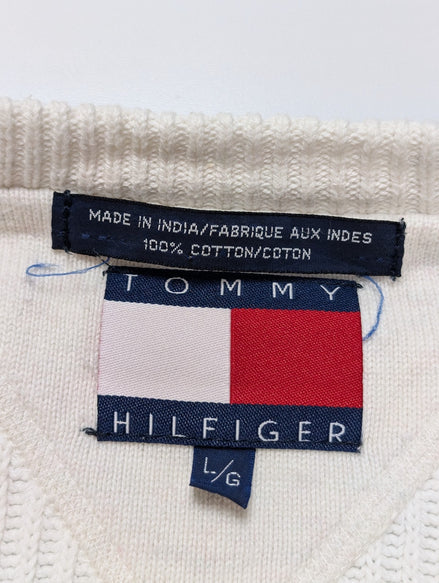 MADE IN INDIA/FABRIQUE AUX INDES
100% COTTON/COTON
TOMMY
HILFIGER
L/G